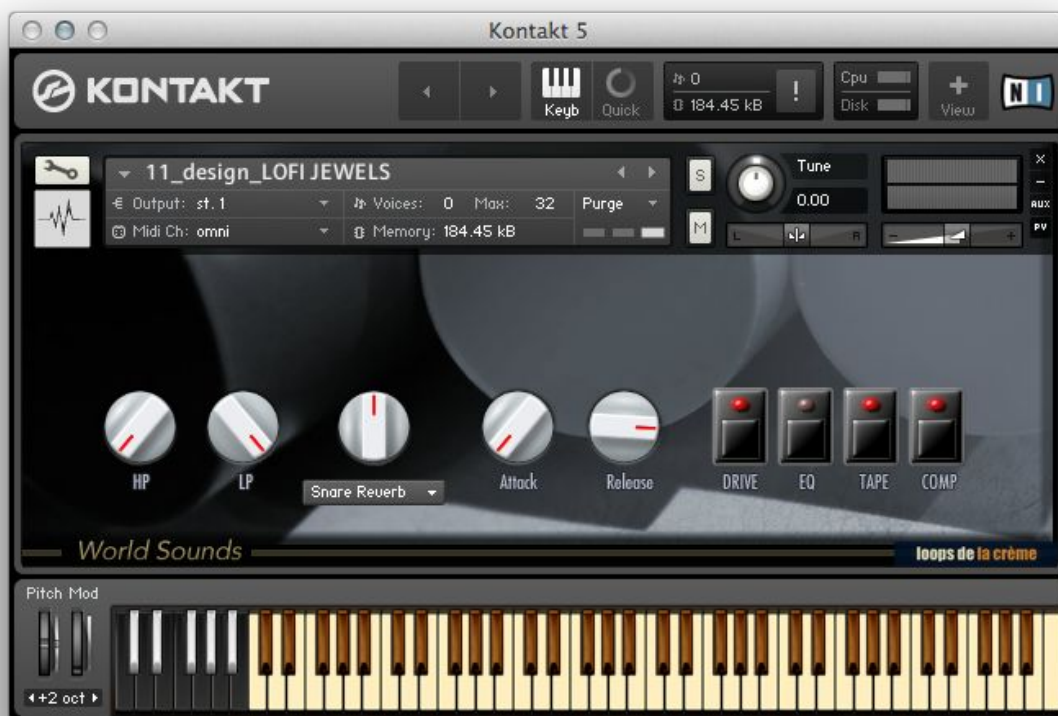 Kontakt 5
KONTAKT
Keyb
Quick
0
184.45 kB
!
Cpu
Disk
+
View
NI
11_design_LOFI JEWELS
Output: st.1
Voices: 0 Max: 32
Purge
Midi Ch: omni
Memory: 184.45 kB
S
M
Tune
0.00
L
R
-
+
×
-
AUX
PV
HP
LP
Snare Reverb
Attack
Release
DRIVE
EQ
TAPE
COMP
World Sounds
loops de la crème
Pitch Mod
+2 oct